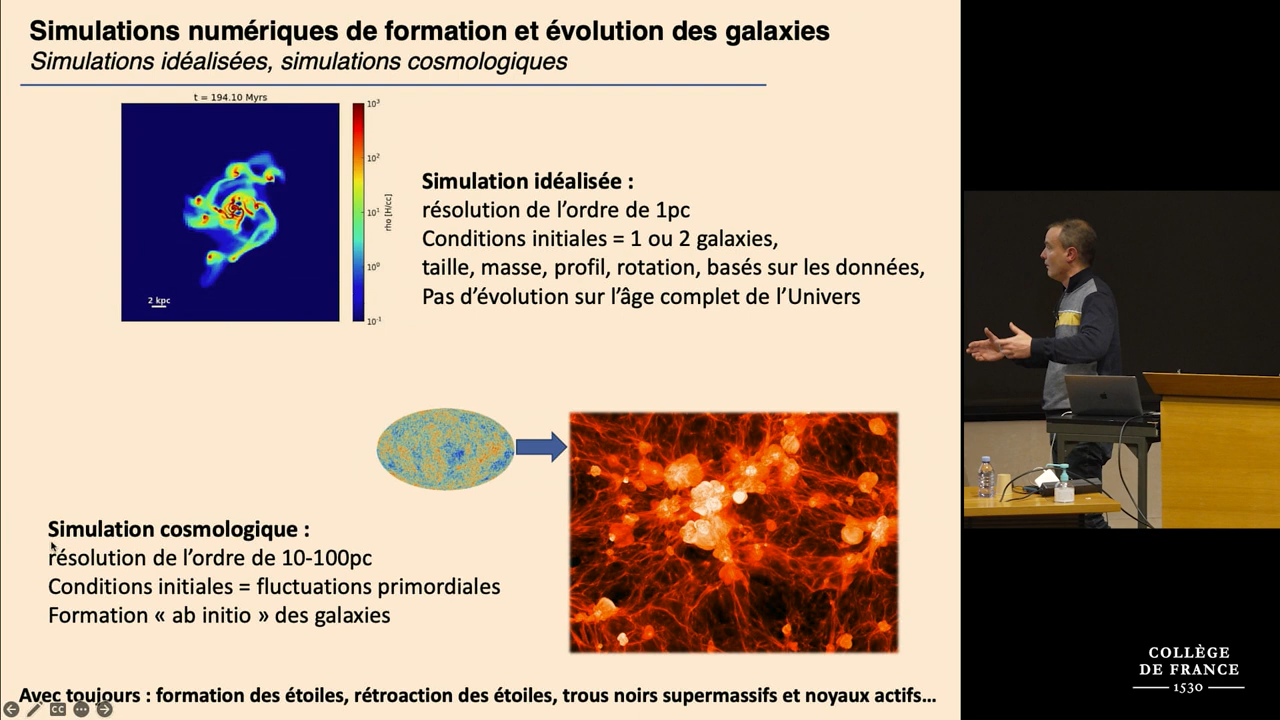 Simulations numériques de formation et évolution des galaxies
Simulations idéalisées, simulations cosmologiques
t = 194.10 Myrs
10³
10²
10¹
10⁰
10⁻¹
rho [H/cc]
2 kpc
Simulation idéalisée :
résolution de l’ordre de 1pc
Conditions initiales = 1 ou 2 galaxies,
taille, masse, profil, rotation, basés sur les données,
Pas d’évolution sur l’âge complet de l’Univers
Simulation cosmologique :
résolution de l’ordre de 10-100pc
Conditions initiales = fluctuations primordiales
Formation « ab initio » des galaxies
Avec toujours : formation des étoiles, rétroaction des étoiles, trous noirs supermassifs et noyaux actifs…
CC
COLLÈGE
DE FRANCE
1530